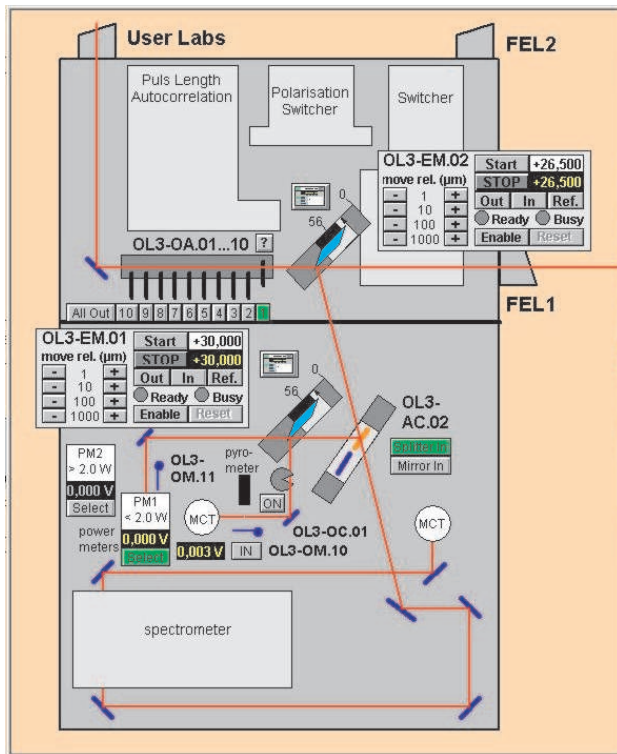 User Labs
FEL2
Puls Length
Autocorrelation
Polarisation
Switcher
Switcher
OL3-EM.02
move rel. (µm)
- 1 +
- 10 +
- 100 +
- 1000 +
Start +26,500
STOP +26,500
Out In Ref.
Ready Busy
Enable Reset
0
56
OL3-OA.01...10 ?
All Out 10 9 8 7 6 5 4 3 2
FEL1
OL3-EM.01
move rel. (µm)
- 1 +
- 10 +
- 100 +
- 1000 +
Start +30,000
STOP +30,000
Out In Ref.
Ready Busy
Enable Reset
0
56
OL3-
AC.02
Splitter In
Mirror In
PM2
> 2.0 W
0,000 V
Select
OL3-
OM.11
pyro-
meter
ON
PM1
< 2.0 W
0,000 V
Select
power
meters
MCT
0,003 V
IN
OL3-OC.01
OL3-OM.10
MCT
spectrometer